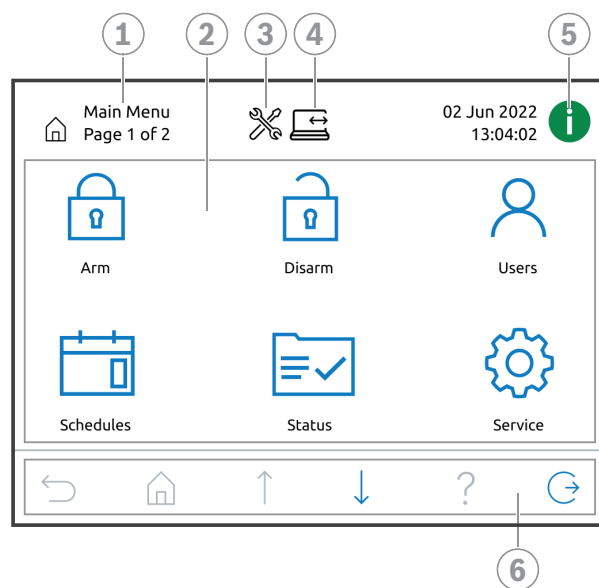 1 2 3 4 5
Main Menu
Page 1 of 2
02 Jun 2022
13:04:02
i
Arm Disarm Users
Schedules Status Service
?
6